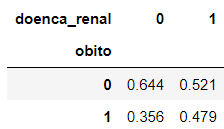 doenca_renal 0 1
obito
0 0.644 0.521
1 0.356 0.479